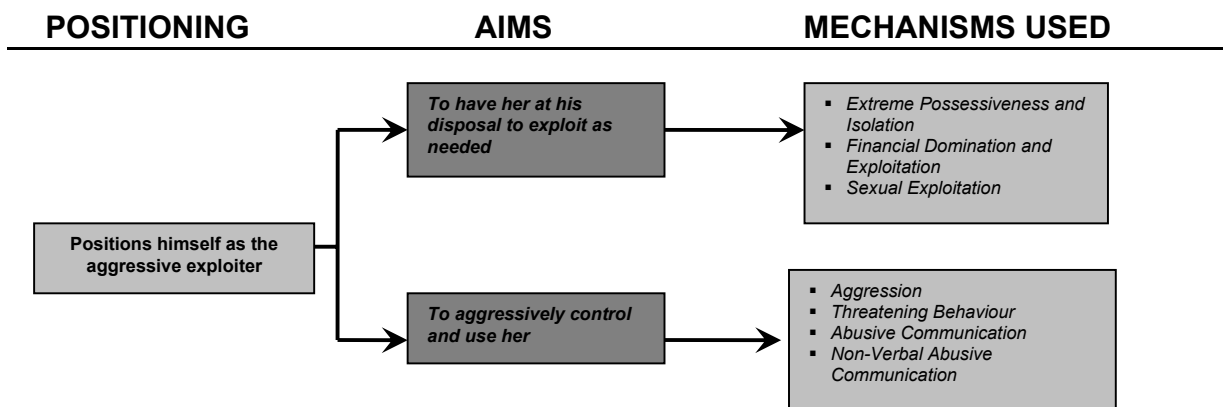 POSITIONING AIMS MECHANISMS USED
To have her at his
disposal to exploit as
needed
▪ Extreme Possessiveness and
Isolation
▪ Financial Domination and
Exploitation
▪ Sexual Exploitation
Positions himself as the
aggressive exploiter
To aggressively control
and use her
▪ Aggression
▪ Threatening Behaviour
▪ Abusive Communication
▪ Non-Verbal Abusive
Communication